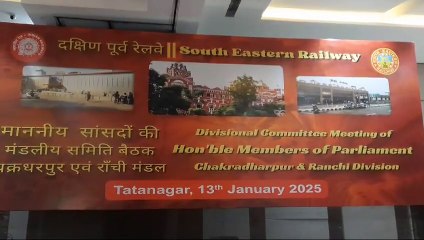 दक्षिण पूर्व रेलवे || South Eastern Railway
माननीय सांसदों की
मंडलीय समिति बैठक
चक्रधरपुर एवं राँची मंडल
Divisional Committee Meeting of
Hon'ble Members of Parliament
Chakradharpur & Ranchi Division
Tatanagar, 13th January 2025